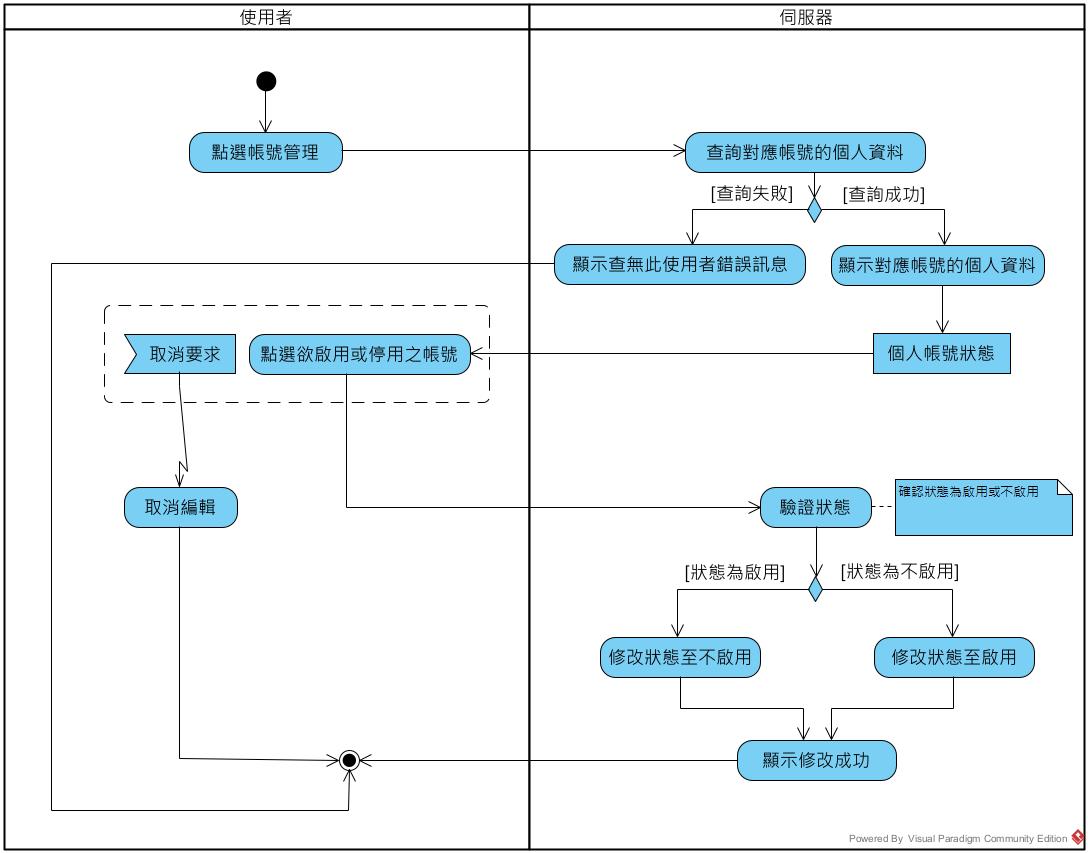 使用者
伺服器
點選帳號管理
查詢對應帳號的個人資料
[查詢失敗]
[查詢成功]
顯示查無此使用者錯誤訊息
顯示對應帳號的個人資料
取消要求
點選欲啟用或停用之帳號
個人帳號狀態
取消編輯
驗證狀態
確認狀態為啟用或不啟用
[狀態為啟用]
[狀態為不啟用]
修改狀態至不啟用
修改狀態至啟用
顯示修改成功
Powered By Visual Paradigm Community Edition